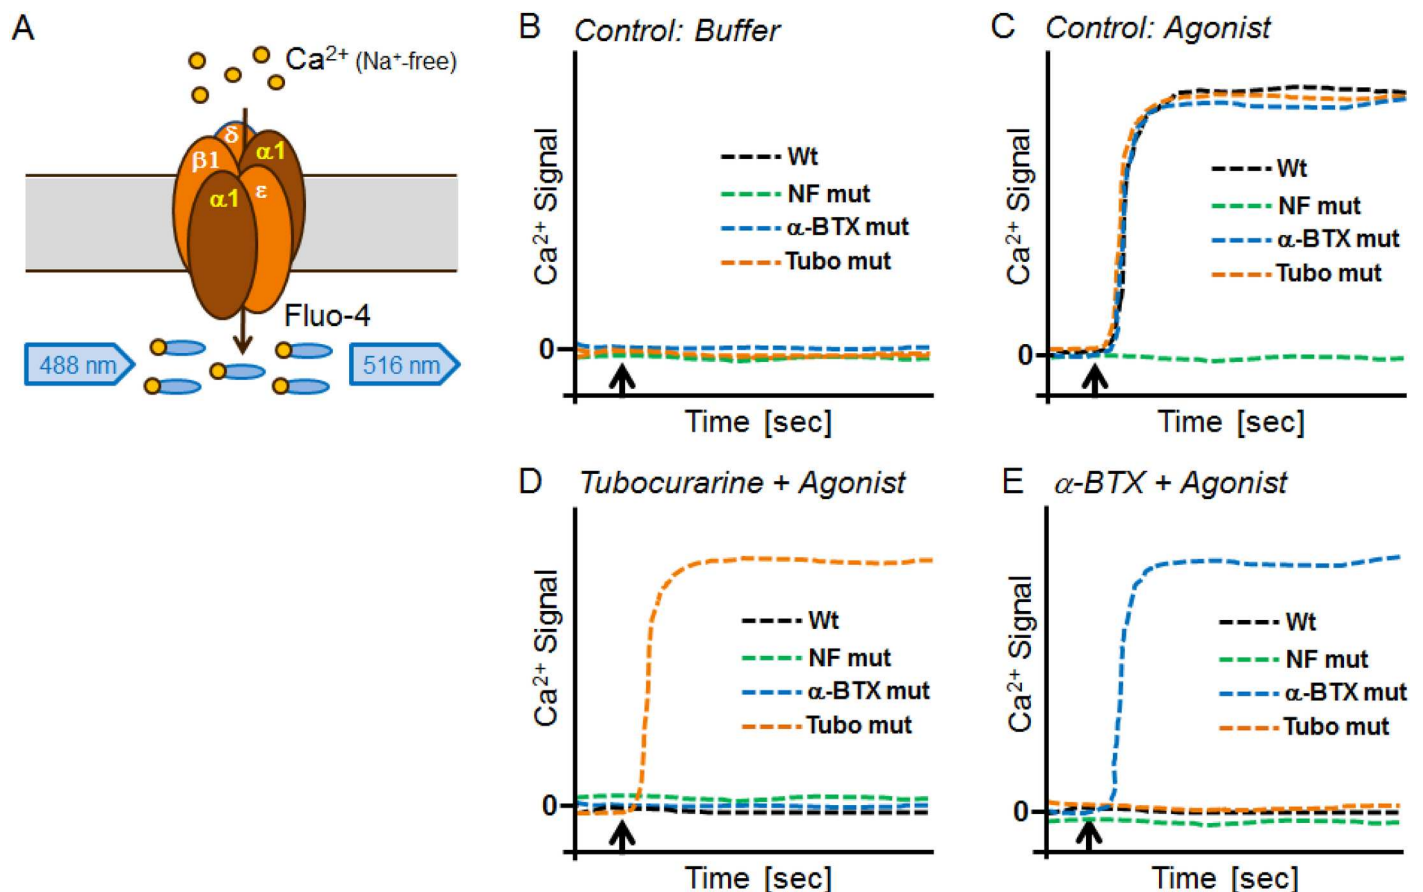 A
Ca²⁺ (Na⁺-free)
δ
β1
α1
α1
ε
Fluo-4
488 nm
516 nm
B
Control: Buffer
Ca²⁺ Signal
Wt
NF mut
α-BTX mut
Tubo mut
0
Time [sec]
C
Control: Agonist
Ca²⁺ Signal
Wt
NF mut
α-BTX mut
Tubo mut
0
Time [sec]
D
Tubocurarine + Agonist
Ca²⁺ Signal
Wt
NF mut
α-BTX mut
Tubo mut
0
Time [sec]
E
α-BTX + Agonist
Ca²⁺ Signal
Wt
NF mut
α-BTX mut
Tubo mut
0
Time [sec]